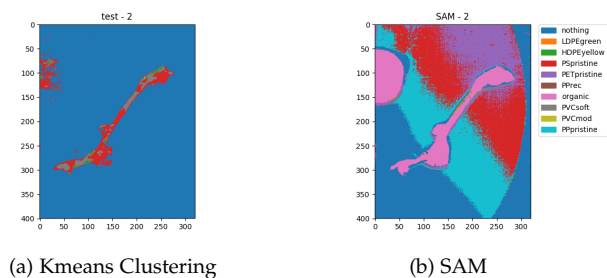 test - 2
0
50
100
150
200
250
300
350
400
0 50 100 150 200 250 300
(a) Kmeans Clustering
SAM - 2
0
50
100
150
200
250
300
350
400
0 50 100 150 200 250 300
nothing
LDPEgreen
HDPEyellow
PSpristine
PETpristine
PPrec
organic
PVCsoft
PVCmod
PPpristine
(b) SAM